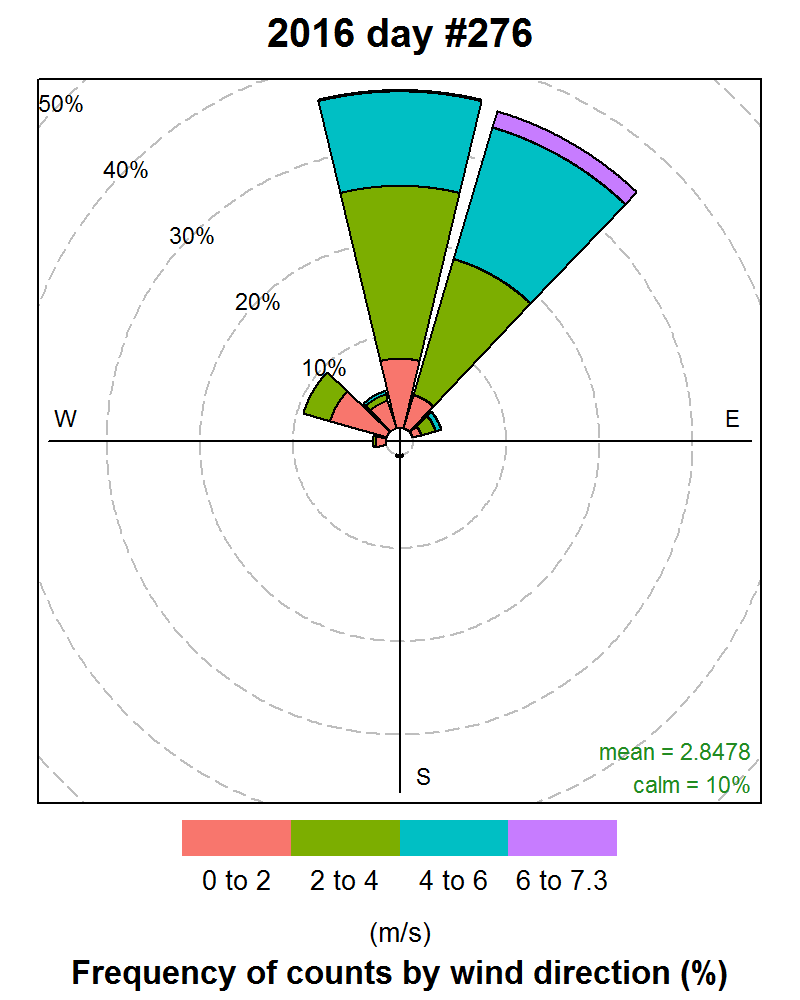 2016 day #276
50%
40%
30%
20%
10%
W
E
S
mean = 2.8478
calm = 10%
0 to 2 2 to 4 4 to 6 6 to 7.3
(m/s)
Frequency of counts by wind direction (%)